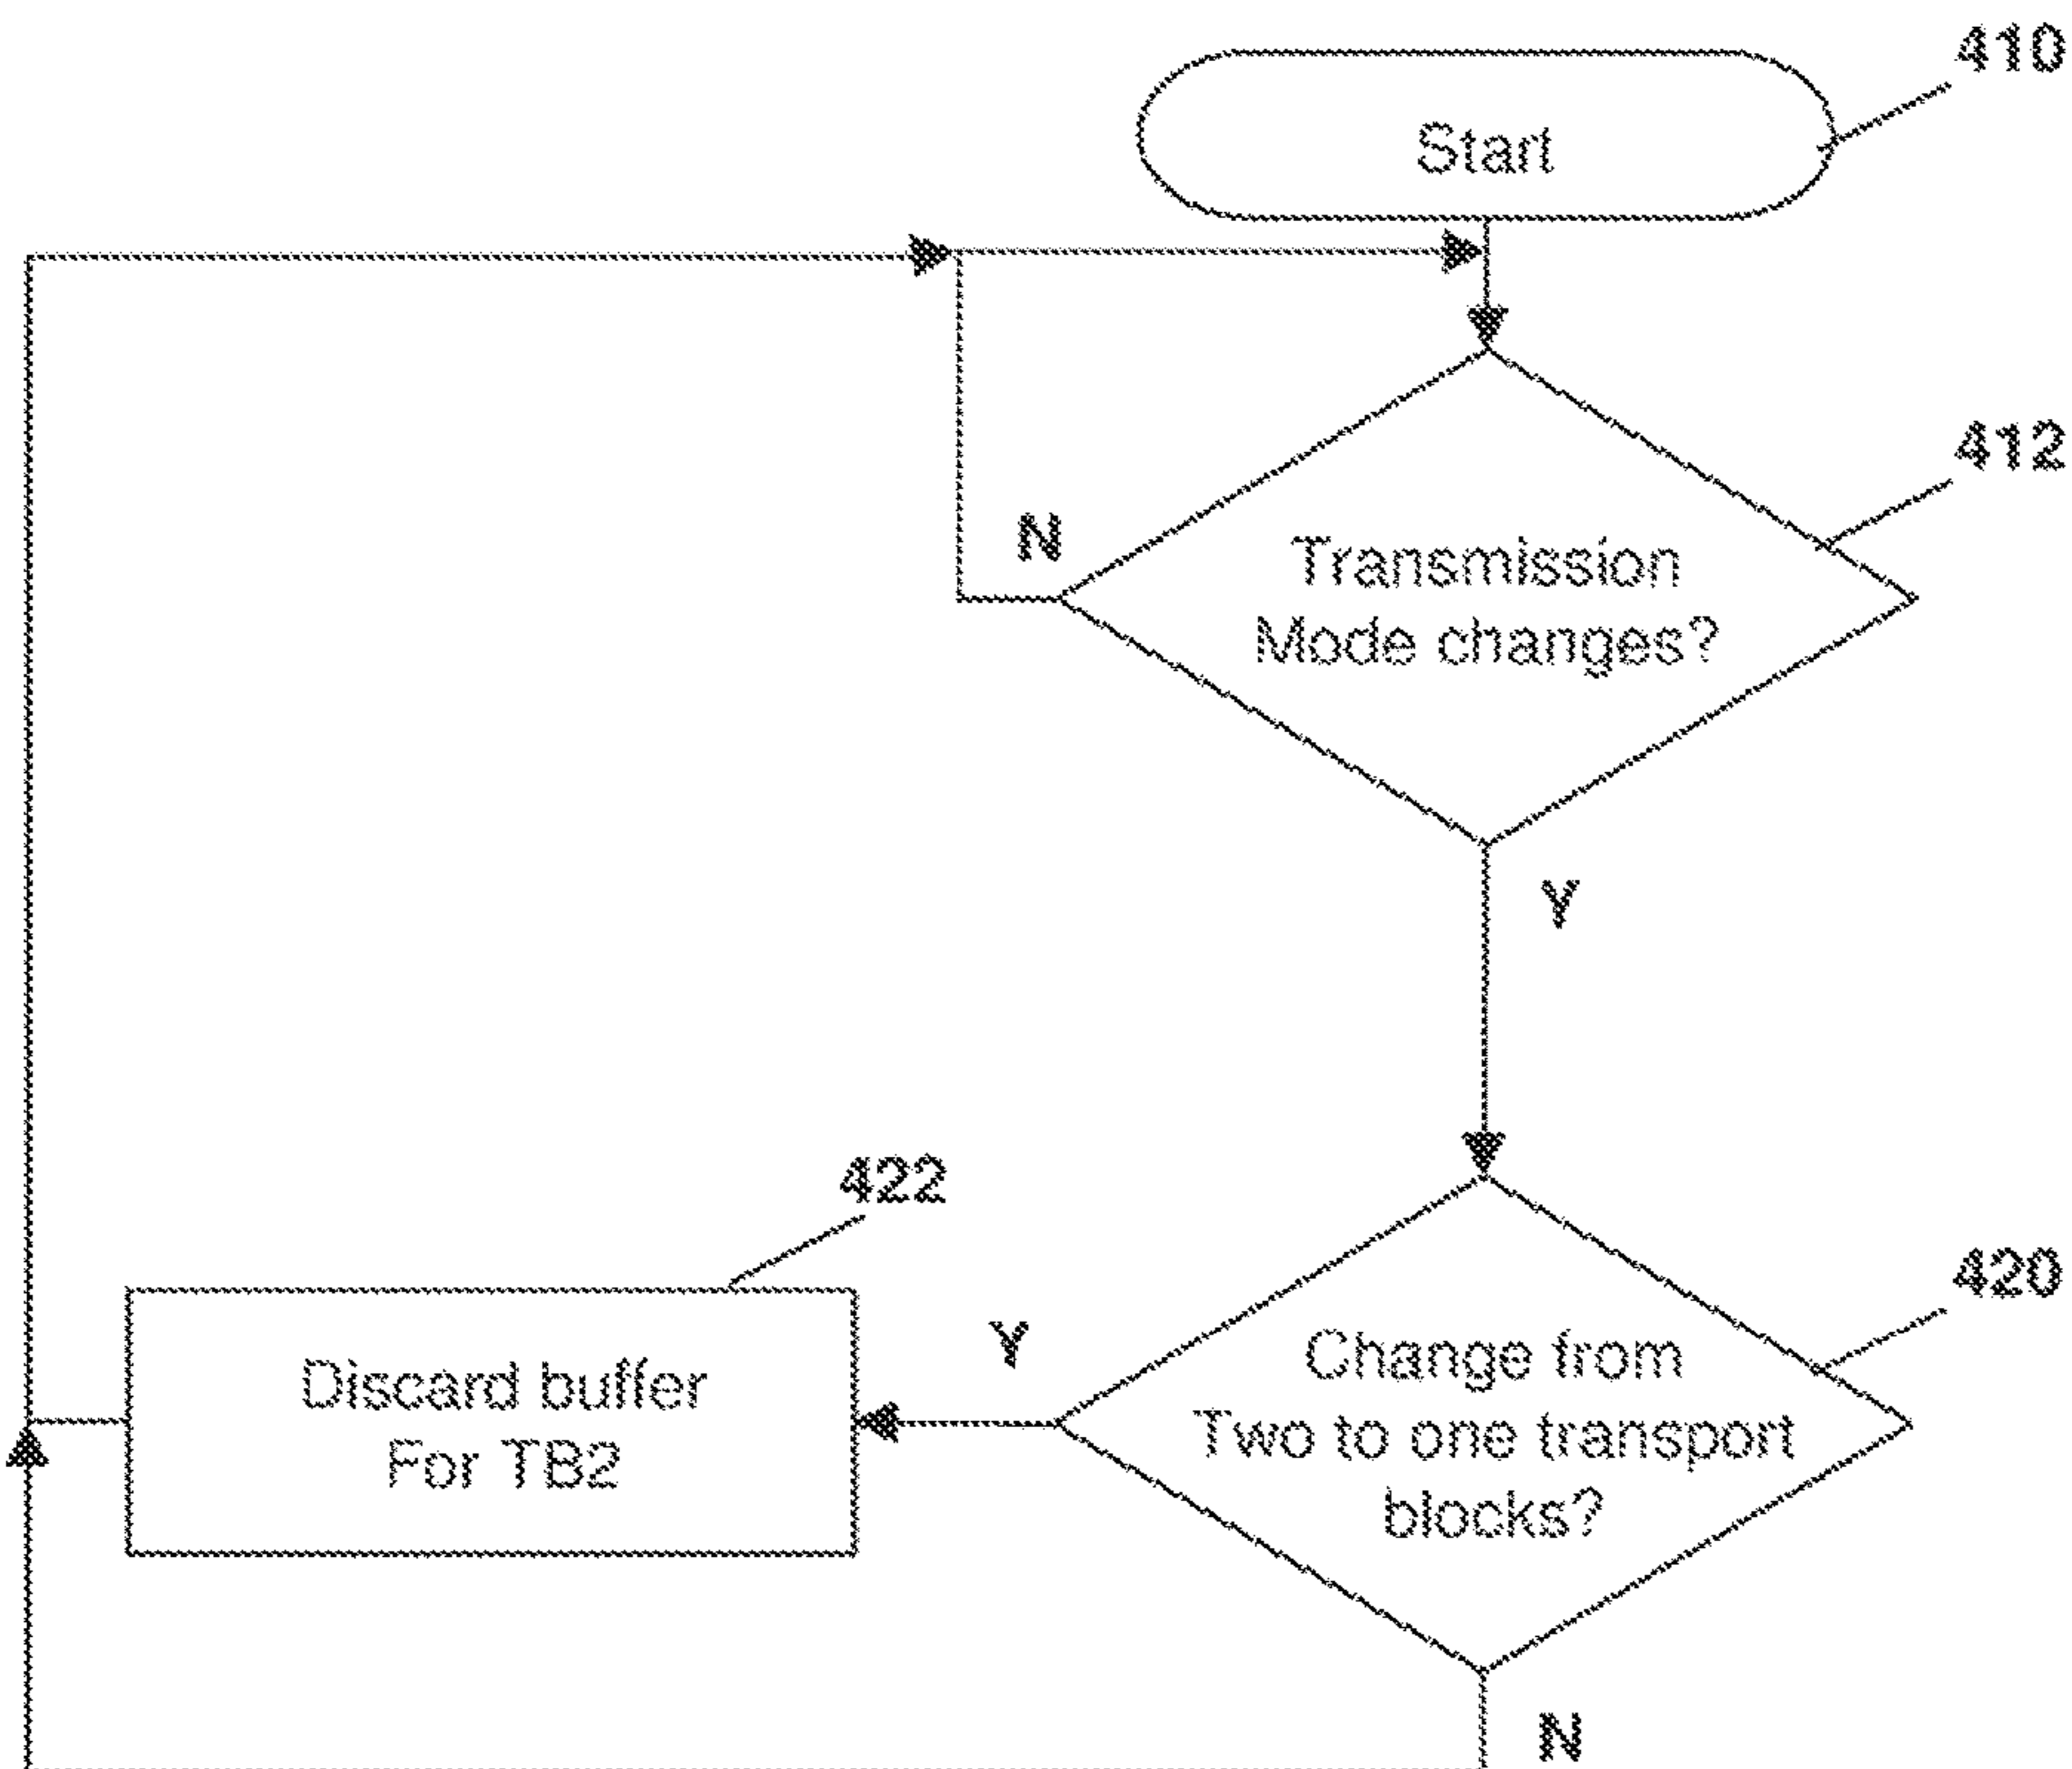 410
Start
412
N
Transmission
Mode changes?
Y
422
420
Y
Change from
Two to one transport
blocks?
Discard buffer
For TB2
N